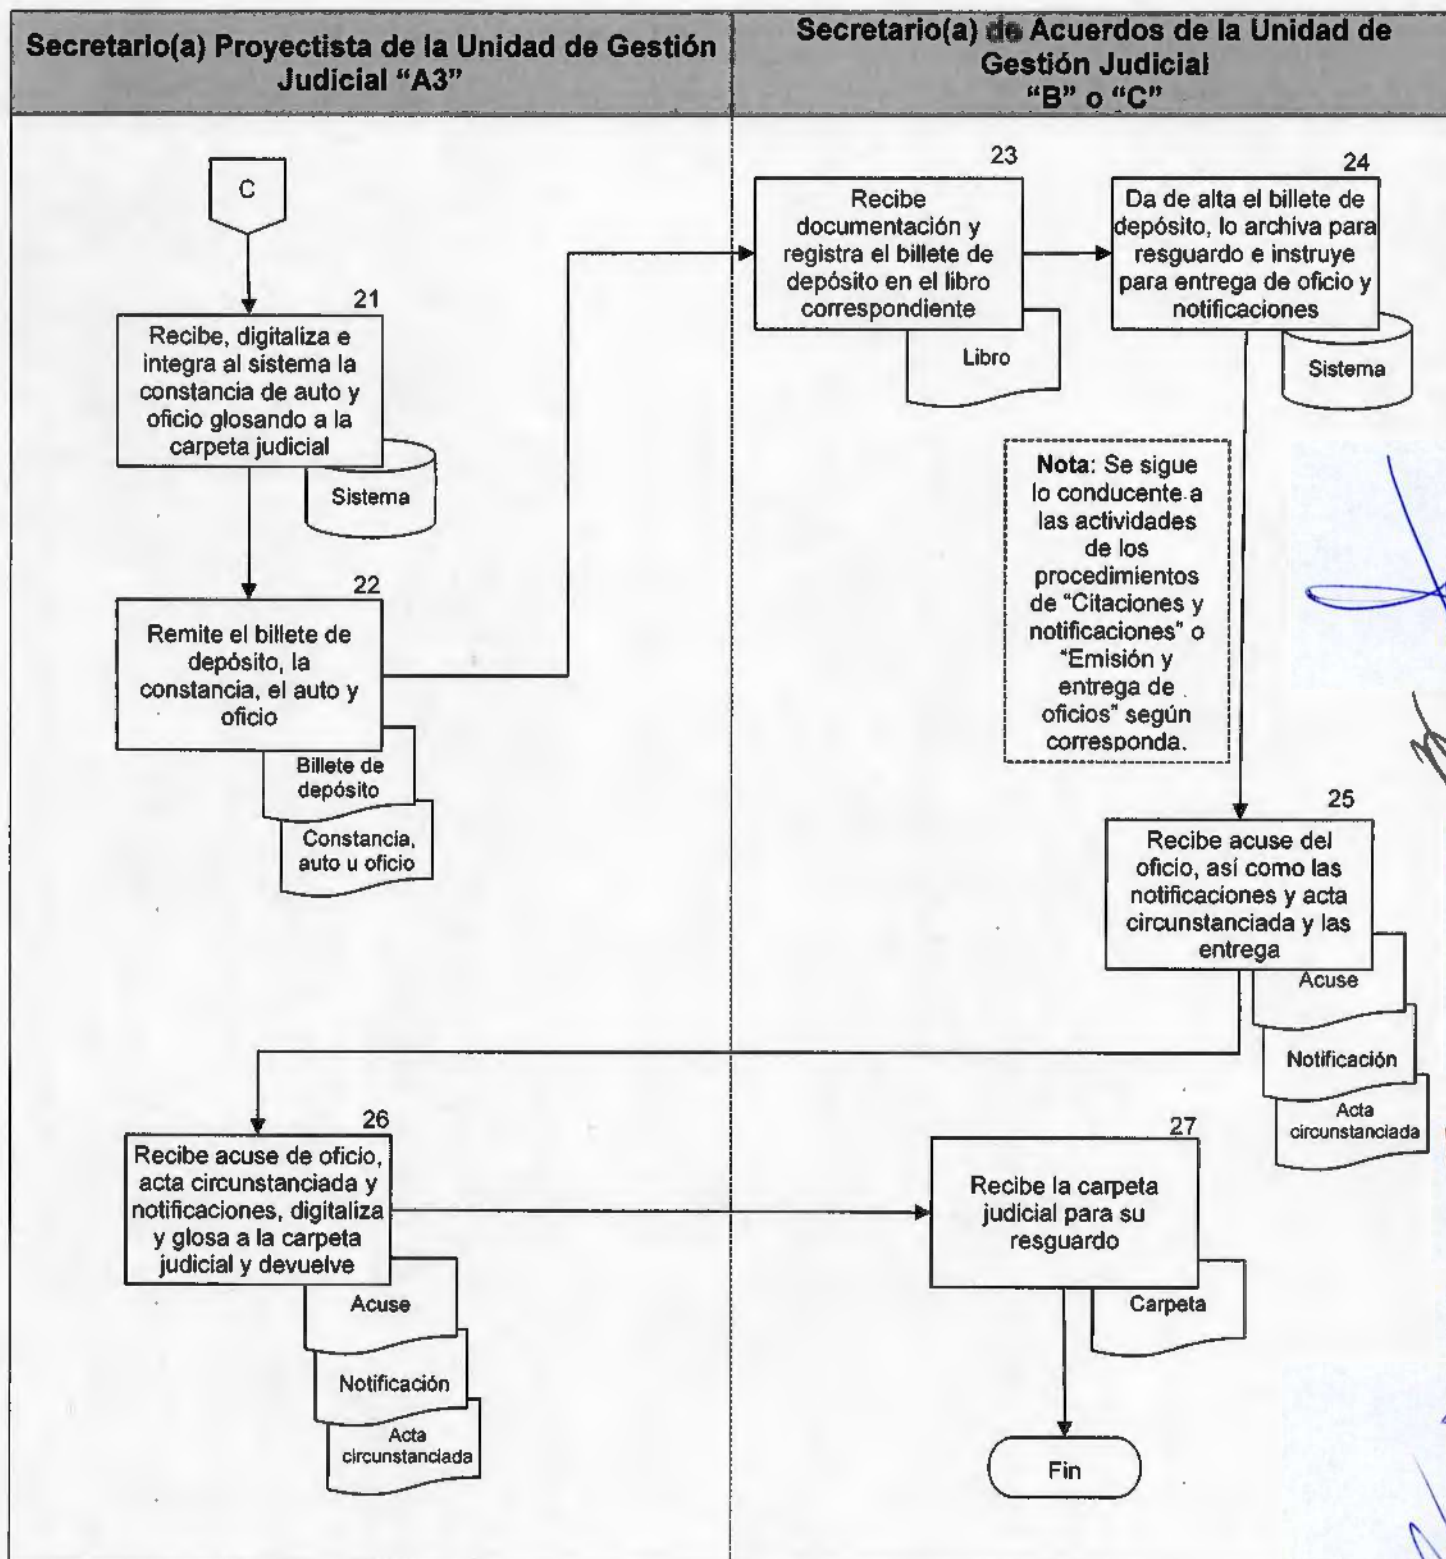 Secretario(a) Proyectista de la Unidad de Gestión
Judicial “A3”
Secretario(a) de Acuerdos de la Unidad de
Gestión Judicial
“B” o “C”
C
21
Recibe, digitaliza e
integra al sistema la
constancia de auto y
oficio glosando a la
carpeta judicial
Sistema
22
Remite el billete de
depósito, la
constancia, el auto y
oficio
Billete de
depósito
Constancia,
auto u oficio
23
Recibe
documentación y
registra el billete de
depósito en el libro
correspondiente
Libro
24
Da de alta el billete de
depósito, lo archiva para
resguardo e instruye
para entrega de oficio y
notificaciones
Sistema
Nota: Se sigue
lo conducente a
las actividades
de los
procedimientos
de “Citaciones y
notificaciones” o
“Emisión y
entrega de
oficios” según
corresponda.
25
Recibe acuse del
oficio, así como las
notificaciones y acta
circunstanciada y las
entrega
Acuse
Notificación
Acta
circunstanciada
26
Recibe acuse de oficio,
acta circunstanciada y
notificaciones, digitaliza
y glosa a la carpeta
judicial y devuelve
Acuse
Notificación
Acta
circunstanciada
27
Recibe la carpeta
judicial para su
resguardo
Carpeta
Fin